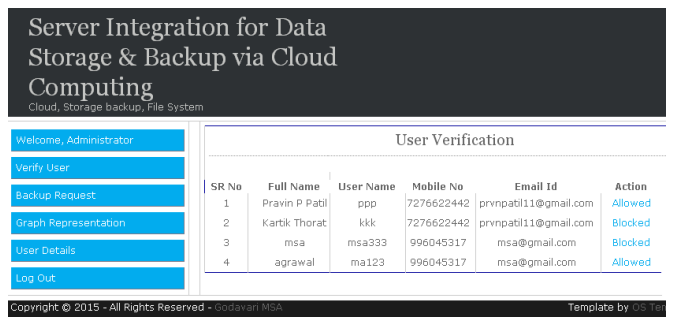 Server Integration for Data
Storage & Backup via Cloud
Computing
Cloud, Storage backup, File System
Welcome, Administrator
Verify User
Backup Request
Graph Representation
User Details
Log Out
User Verification
SR No Full Name User Name Mobile No Email Id Action
1 Pravin P Patil ppp 7276622442 prvnpatil11@gmail.com Allowed
2 Kartik Thorat kkk 7276622442 prvnpatil11@gmail.com Blocked
3 msa msa333 996045317 msa@gmail.com Blocked
4 agrawal ma123 996045317 msa@gmail.com Allowed
Copyright © 2015 - All Rights Reserved - Godavari MSA
Template by OS Tem